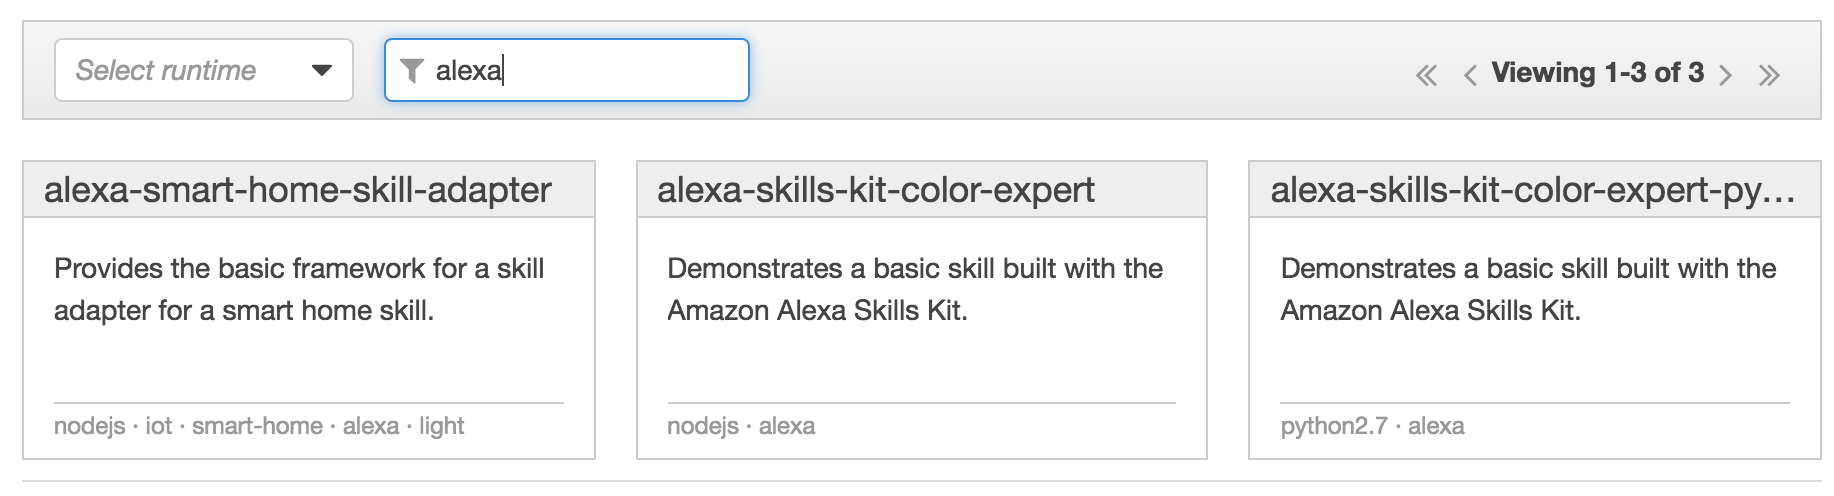 Select runtime
alexa
Viewing 1-3 of 3
alexa-smart-home-skill-adapter
Provides the basic framework for a skill
adapter for a smart home skill.
nodejs · iot · smart-home · alexa · light
alexa-skills-kit-color-expert
Demonstrates a basic skill built with the
Amazon Alexa Skills Kit.
nodejs · alexa
alexa-skills-kit-color-expert-py...
Demonstrates a basic skill built with the
Amazon Alexa Skills Kit.
python2.7 · alexa